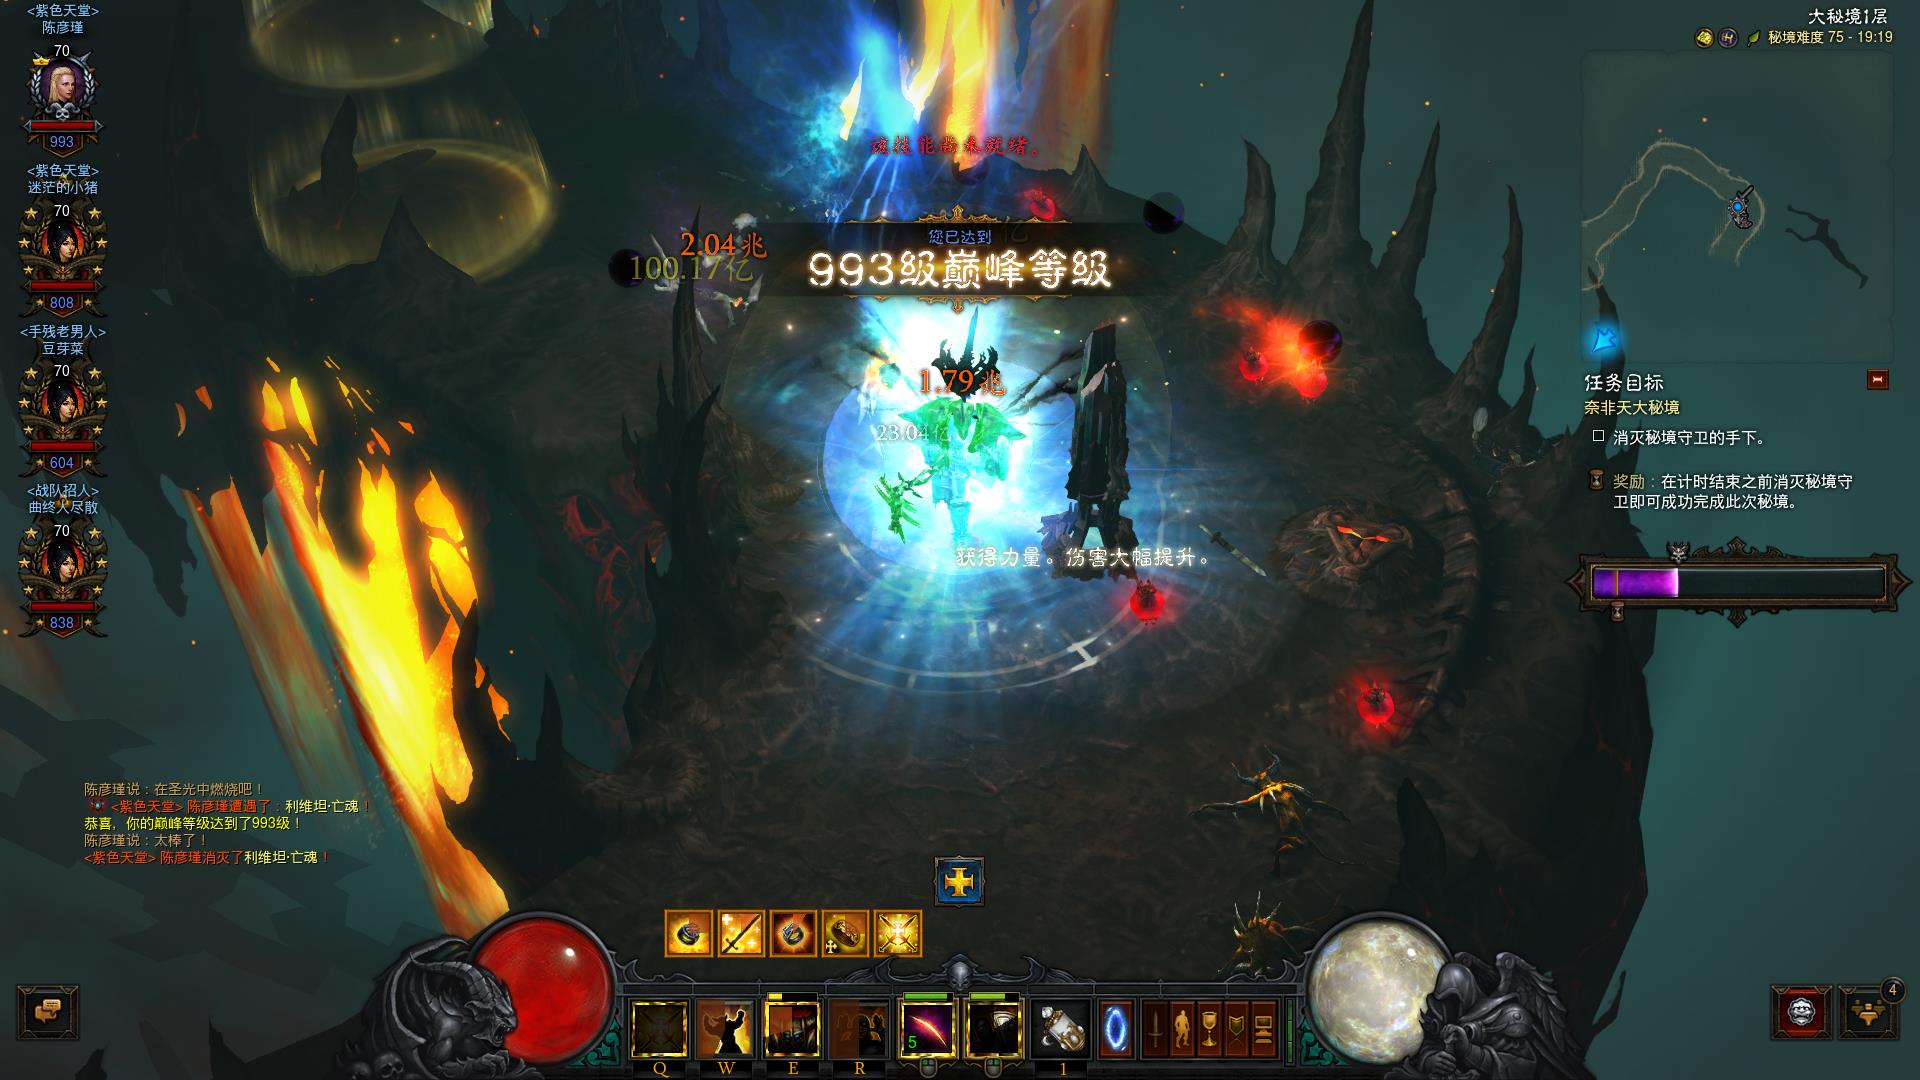 <紫色天堂>
陈彦瑾
70
993
<紫色天堂>
迷茫的小猪
70
808
<手残老男人>
豆芽菜
70
604
<战队招人>
曲终人尽散
70
838
大秘境1层
秘境难度 75 - 19:19
该技能尚未就绪。
您已达到
993级巅峰等级
2.04兆
100.17亿
亿
1.79兆
23.04亿
获得力量。伤害大幅提升。
任务目标
奈非天大秘境
消灭秘境守卫的手下。
奖励：在计时结束之前消灭秘境守
卫即可成功完成此次秘境。
陈彦瑾说：在圣光中燃烧吧！
<紫色天堂> 陈彦瑾遭遇了：利维坦·亡魂！
恭喜，你的巅峰等级达到了993级！
陈彦瑾说：太棒了！
<紫色天堂> 陈彦瑾消灭了利维坦·亡魂！
5
Q W E R 1
4